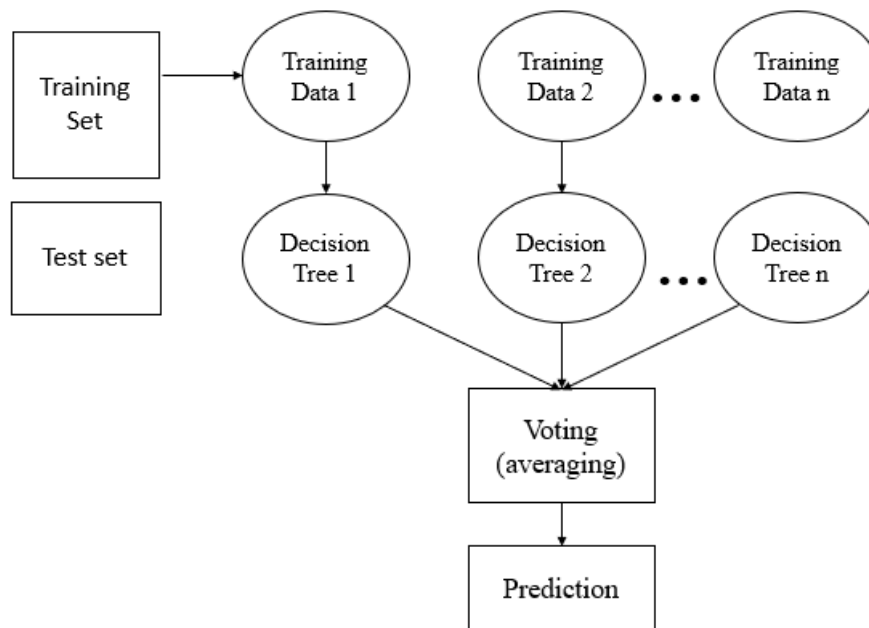 Training
Set
Training
Data 1
Training
Data 2
...
Training
Data n
Test set
Decision
Tree 1
Decision
Tree 2
...
Decision
Tree n
Voting
(averaging)
Prediction